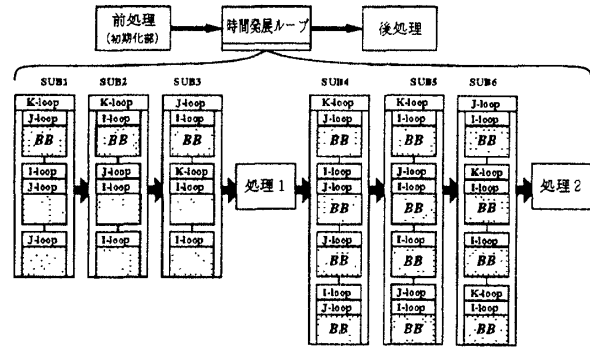 前処理
(初期化部)
時間発展ループ
後処理
SUB1
SUB2
SUB3
SUB4
SUB5
SUB6
K-loop
J-loop
BB
I-loop
J-loop
J-loop
K-loop
I-loop
BB
J-loop
I-loop
I-loop
J-loop
I-loop
BB
K-loop
I-loop
I-loop
処理1
K-loop
J-loop
BB
I-loop
J-loop
BB
J-loop
BB
I-loop
J-loop
BB
K-loop
I-loop
BB
J-loop
I-loop
BB
I-loop
BB
J-loop
I-loop
BB
J-loop
I-loop
BB
K-loop
I-loop
BB
I-loop
BB
K-loop
I-loop
BB
処理2